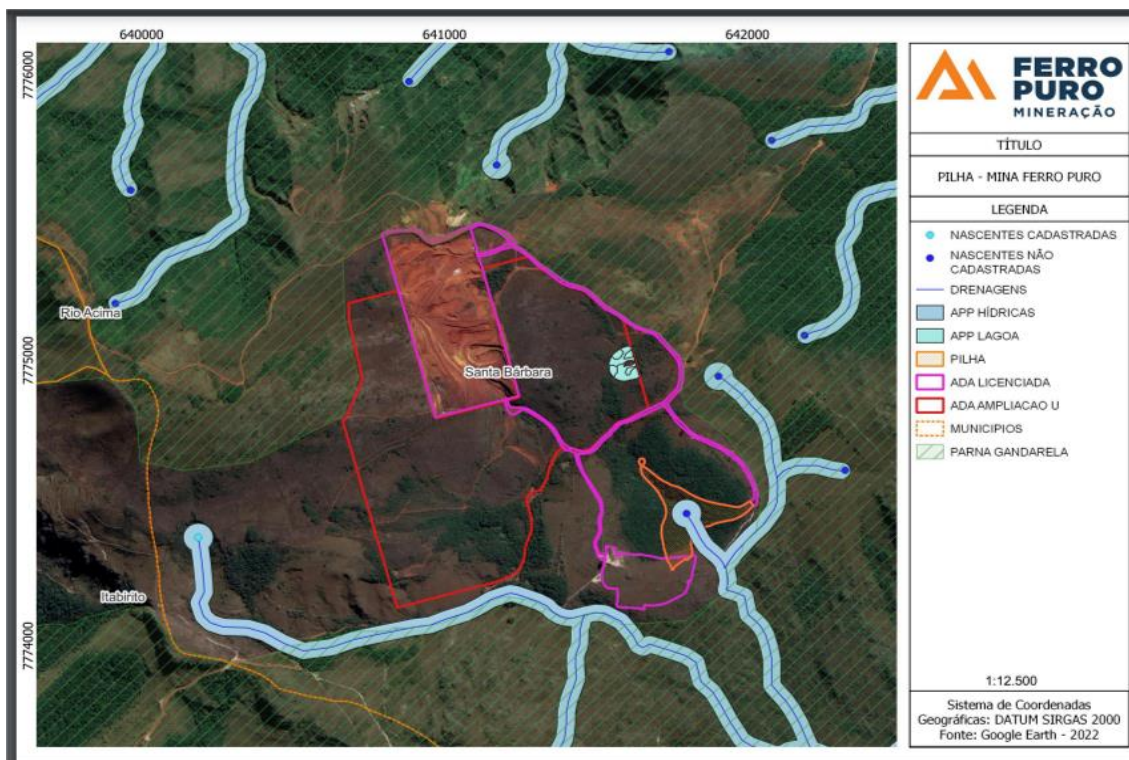 640000
641000
642000
7776000
7775000
7774000
Rio Acima
Santa Bárbara
Itabirito
FERRO
PURO
MINERAÇÃO
TÍTULO
PILHA - MINA FERRO PURO
LEGENDA
NASCENTES CADASTRADAS
NASCENTES NÃO
CADASTRADAS
DRENAGENS
APP HÍDRICAS
APP LAGOA
PILHA
ADA LICENCIADA
ADA AMPLIACAO U
MUNICIPIOS
PARNA GANDARELA
1:12.500
Sistema de Coordenadas
Geográficas: DATUM SIRGAS 2000
Fonte: Google Earth - 2022